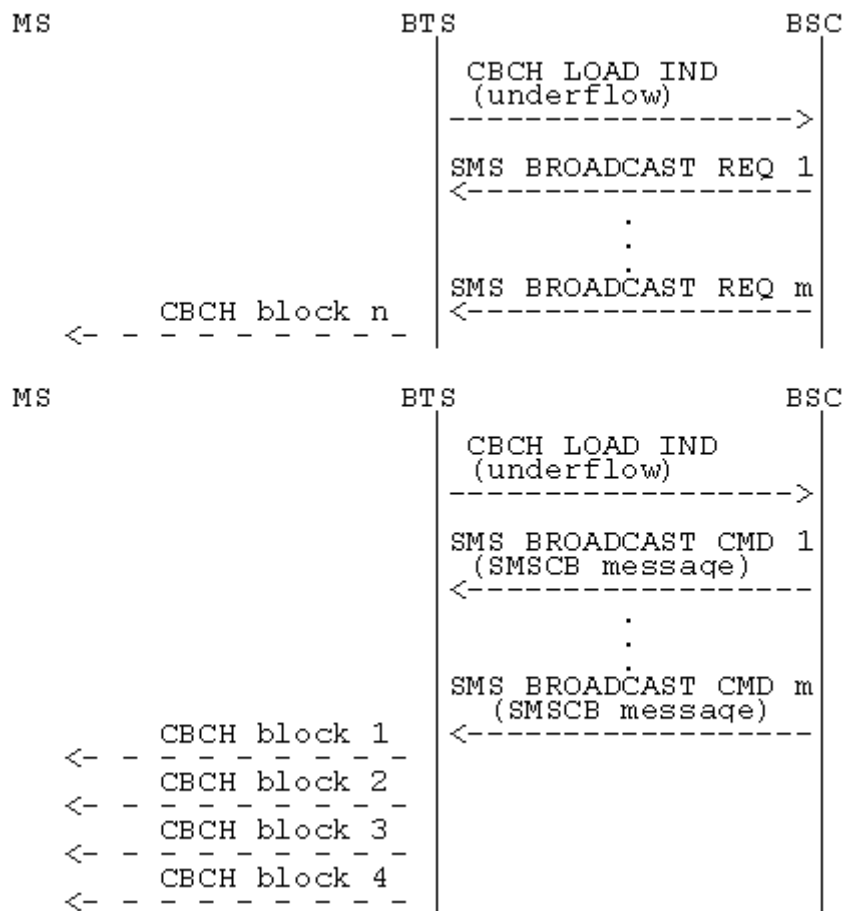 MS BTS BSC
CBCH LOAD IND
(underflow)
SMS BROADCAST REQ 1
SMS BROADCAST REQ m
CBCH block n
MS BTS BSC
CBCH LOAD IND
(underflow)
SMS BROADCAST CMD 1
(SMSCB message)
SMS BROADCAST CMD m
(SMSCB message)
CBCH block 1
CBCH block 2
CBCH block 3
CBCH block 4